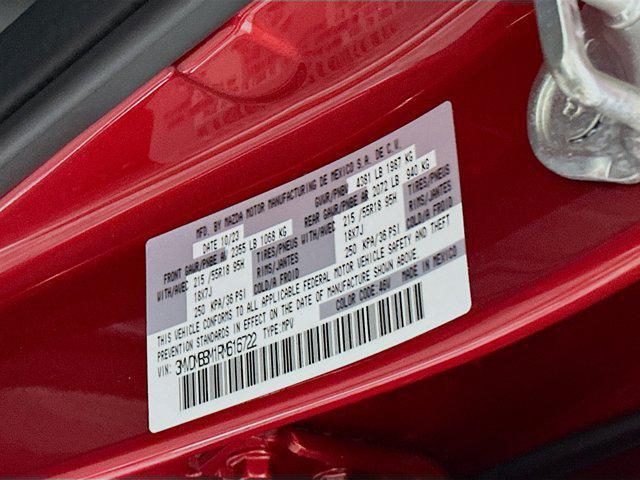 MFD. BY MAZDA MOTOR MANUFACTURING DE MEXICO S.A. DE C.V.
DATE 10/23 GVWR/PNBV 4381 LB 1987 KG
FRONT GAWR/PNBE AV 2355 LB 1068 KG REAR GAWR/PNBE AR 2072 LB 940 KG
WITH/AVEC 215 /55R18 95H TIRES/PNEUS WITH/AVEC 215 /55R18 95H TIRES/PNEUS
18X7J RIMS/JANTES 18X7J RIMS/JANTES
250 KPA/36 PSI COLD/A FROID 250 KPA/36 PSI COLD/A FROID
THIS VEHICLE CONFORMS TO ALL APPLICABLE FEDERAL MOTOR VEHICLE SAFETY AND THEFT
PREVENTION STANDARDS IN EFFECT ON THE DATE OF MANUFACTURE SHOWN ABOVE.
VIN: 3MVDMBBM1RM616722 TYPE:MPV COLOR CODE: 46V MADE IN MEXICO